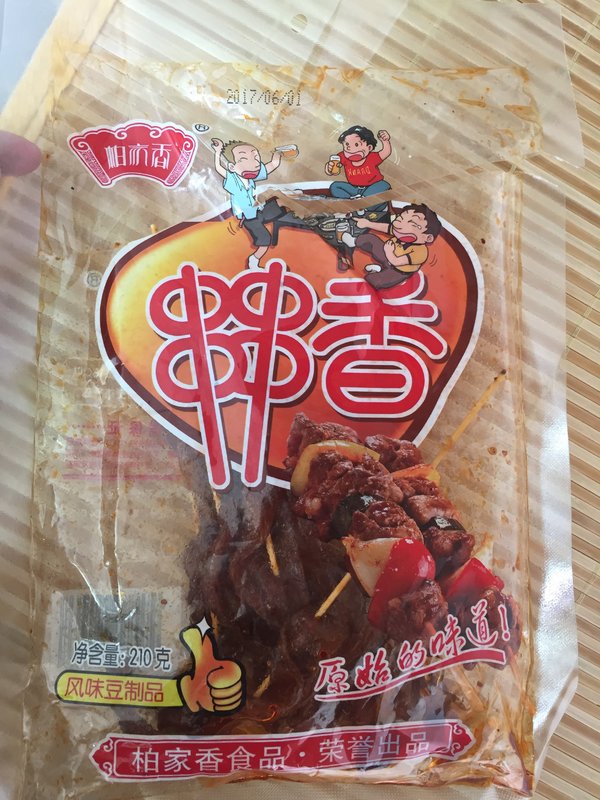 2017/06/01
柏家香
®
串串香
原始的味道!
净含量:210克
风味豆制品
柏家香食品·荣誉出品